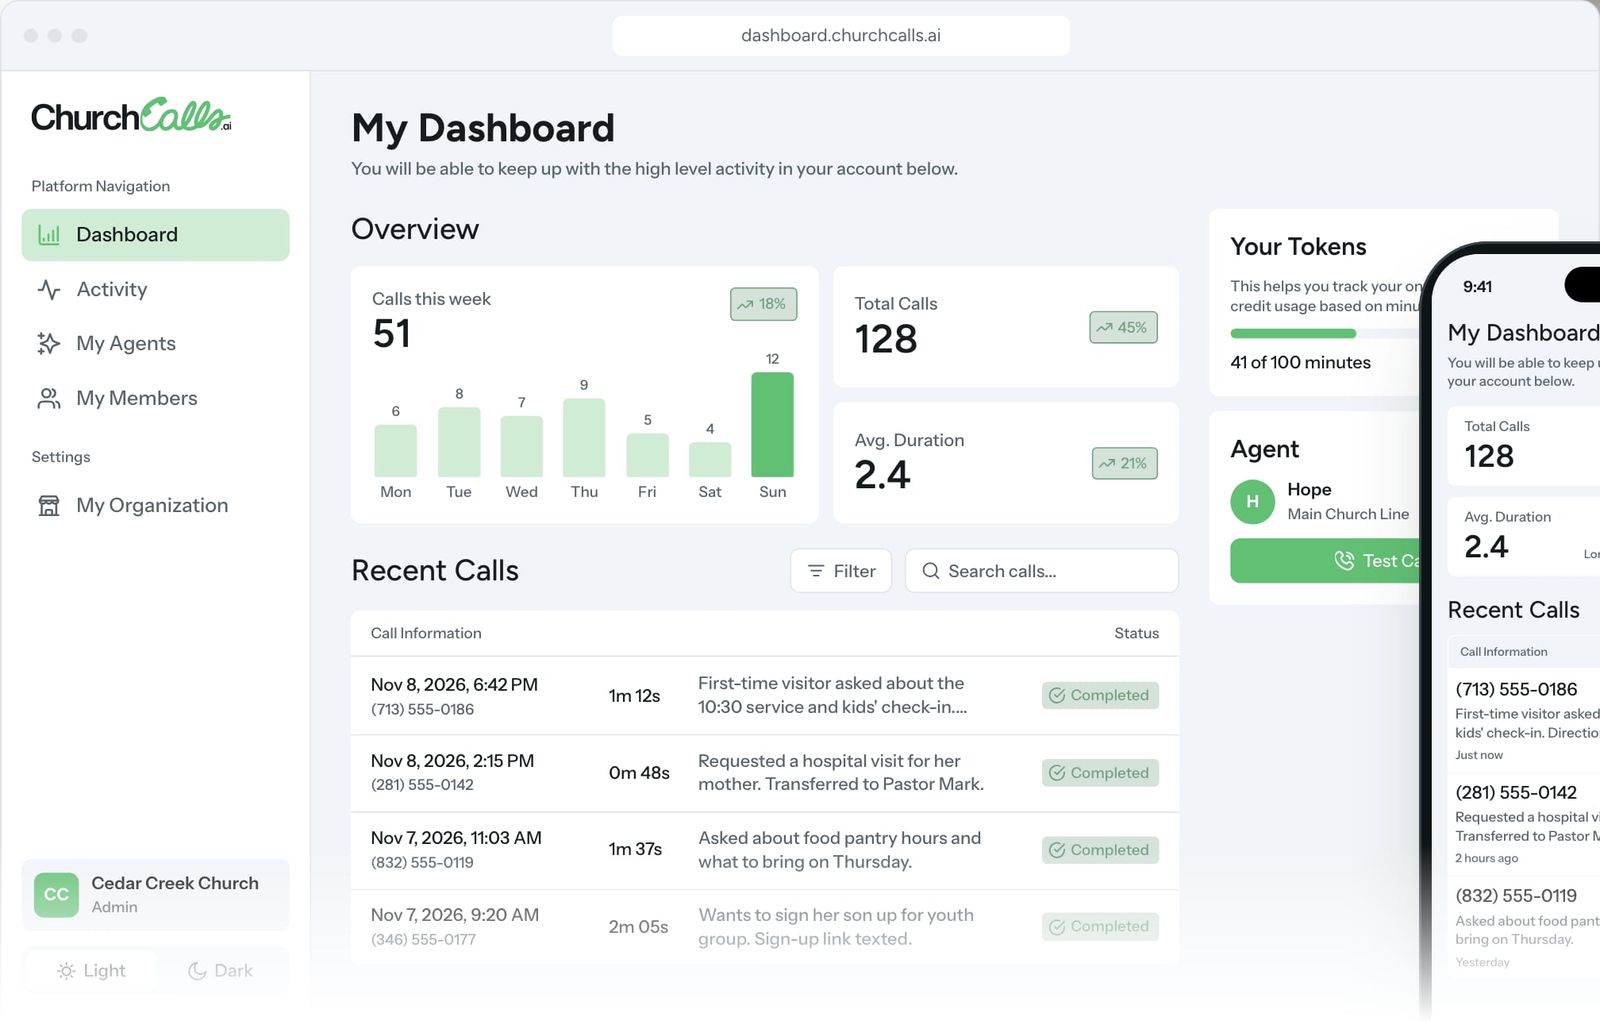 dashboard.churchcalls.ai
ChurchCalls.ai
Platform Navigation
Dashboard
Activity
My Agents
My Members
Settings
My Organization
CC
Cedar Creek Church
Admin
Light
Dark
My Dashboard
You will be able to keep up with the high level activity in your account below.
Overview
Calls this week
51
18%
6
8
7
9
5
4
12
Mon
Tue
Wed
Thu
Fri
Sat
Sun
Total Calls
128
45%
Avg. Duration
2.4
21%
Recent Calls
Filter
Search calls...
Call Information
Status
Nov 8, 2026, 6:42 PM
(713) 555-0186
1m 12s
First-time visitor asked about the
10:30 service and kids' check-in....
Completed
Nov 8, 2026, 2:15 PM
(281) 555-0142
0m 48s
Requested a hospital visit for her
mother. Transferred to Pastor Mark.
Completed
Nov 7, 2026, 11:03 AM
(832) 555-0119
1m 37s
Asked about food pantry hours and
what to bring on Thursday.
Completed
Nov 7, 2026, 9:20 AM
(346) 555-0177
2m 05s
Wants to sign her son up for youth
group. Sign-up link texted.
Completed
Your Tokens
This helps you track your
credit usage based on
41 of 100 minutes
Agent
H
Hope
Main Church Line
Test
9:41
My Dashboard
You will be able to keep
your account below.
Total Calls
128
Avg. Duration
2.4
Recent Calls
Call Information
(713) 555-0186
First-time visitor asked
kids' check-in.
Just now
(281) 555-0142
Requested a hospital
Transferred to Pastor
2 hours ago
(832) 555-0119
Asked about food
bring on Thursday.
Yesterday